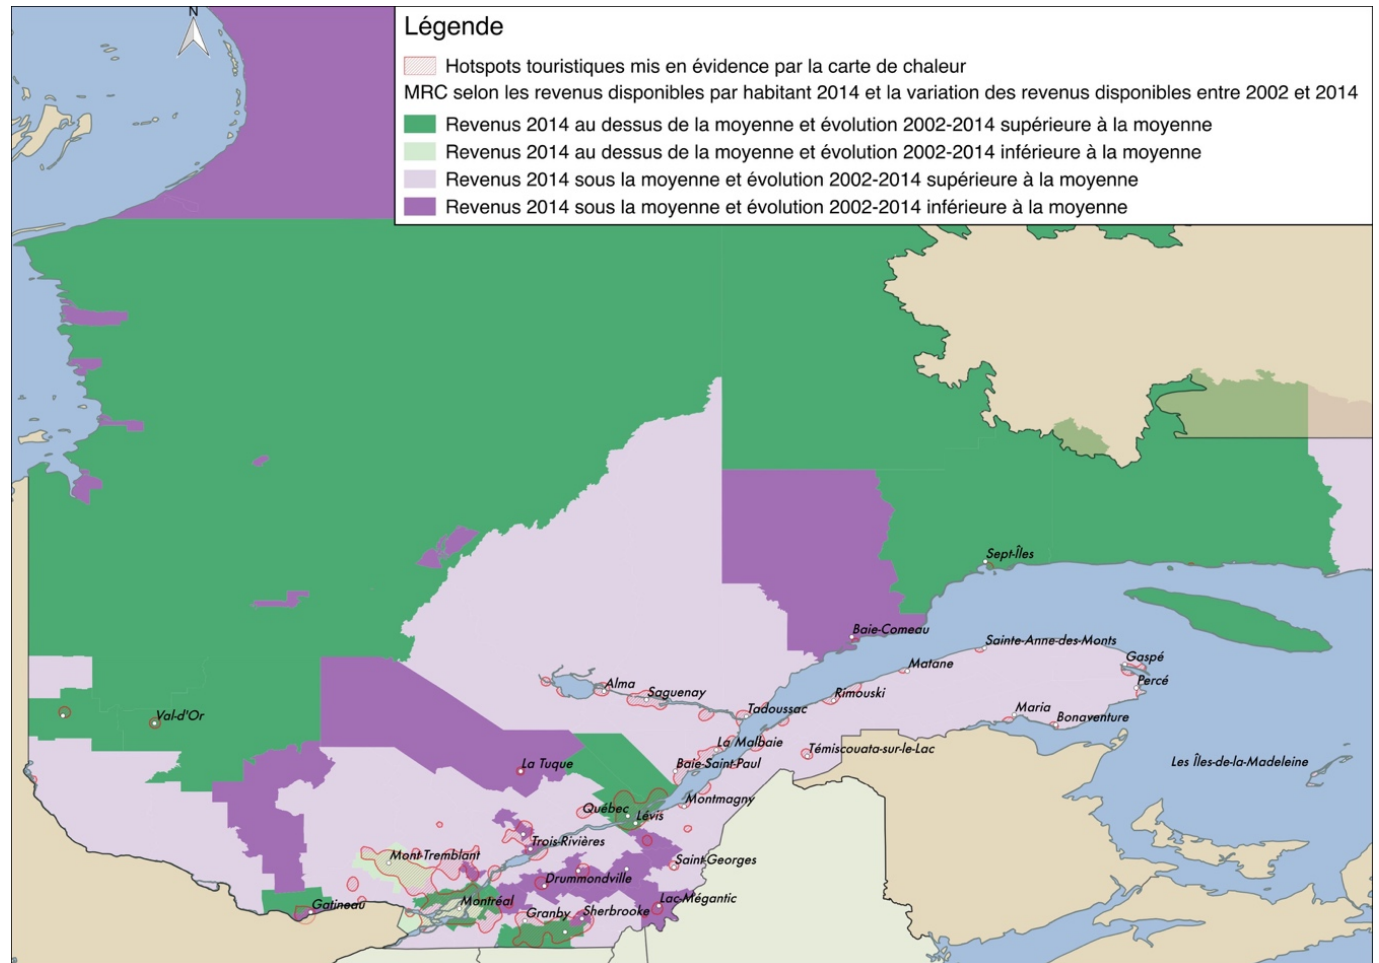 N
Légende
Hotspots touristiques mis en évidence par la carte de chaleur
MRC selon les revenus disponibles par habitant 2014 et la variation des revenus disponibles entre 2002 et 2014
Revenus 2014 au dessus de la moyenne et évolution 2002-2014 supérieure à la moyenne
Revenus 2014 au dessus de la moyenne et évolution 2002-2014 inférieure à la moyenne
Revenus 2014 sous la moyenne et évolution 2002-2014 supérieure à la moyenne
Revenus 2014 sous la moyenne et évolution 2002-2014 inférieure à la moyenne
Sept-Îles
Baie-Comeau
Sainte-Anne-des-Monts
Matane
Gaspé
Percé
Alma
Saguenay
Rimouski
Tadoussac
Maria
Bonaventure
Val-d'Or
La Malbaie
Témiscouata-sur-le-Lac
La Tuque
Baie-Saint-Paul
Les Îles-de-la-Madeleine
Montmagny
Québec
Lévis
Trois-Rivières
Mont-Tremblant
Saint-Georges
Drummondville
Lac-Mégantic
Montréal
Gatineau
Granby
Sherbrooke